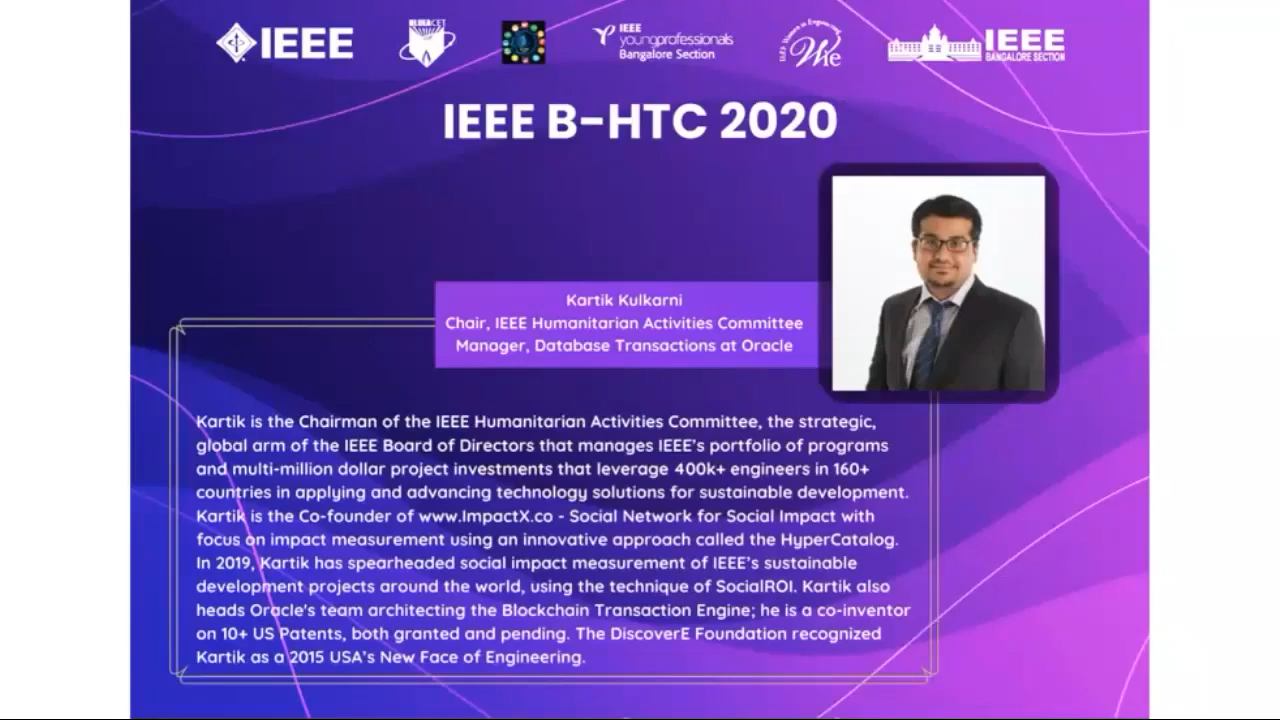 IEEE
IEEE
youngprofessionals
Bangalore Section
Wie
IEEE
BANGALORE SECTION
IEEE B-HTC 2020
Kartik Kulkarni
Chair, IEEE Humanitarian Activities Committee
Manager, Database Transactions at Oracle
Kartik is the Chairman of the IEEE Humanitarian Activities Committee, the strategic,
global arm of the IEEE Board of Directors that manages IEEE's portfolio of programs
and multi-million dollar project investments that leverage 400k+ engineers in 160+
countries in applying and advancing technology solutions for sustainable development.
Kartik is the Co-founder of www.ImpactX.co - Social Network for Social Impact with
focus on impact measurement using an innovative approach called the HyperCatalog.
In 2019, Kartik has spearheaded social impact measurement of IEEE's sustainable
development projects around the world, using the technique of SocialROI. Kartik also
heads Oracle's team architecting the Blockchain Transaction Engine; he is a co-inventor
on 10+ US Patents, both granted and pending. The DiscoverE Foundation recognized
Kartik as a 2015 USA's New Face of Engineering.